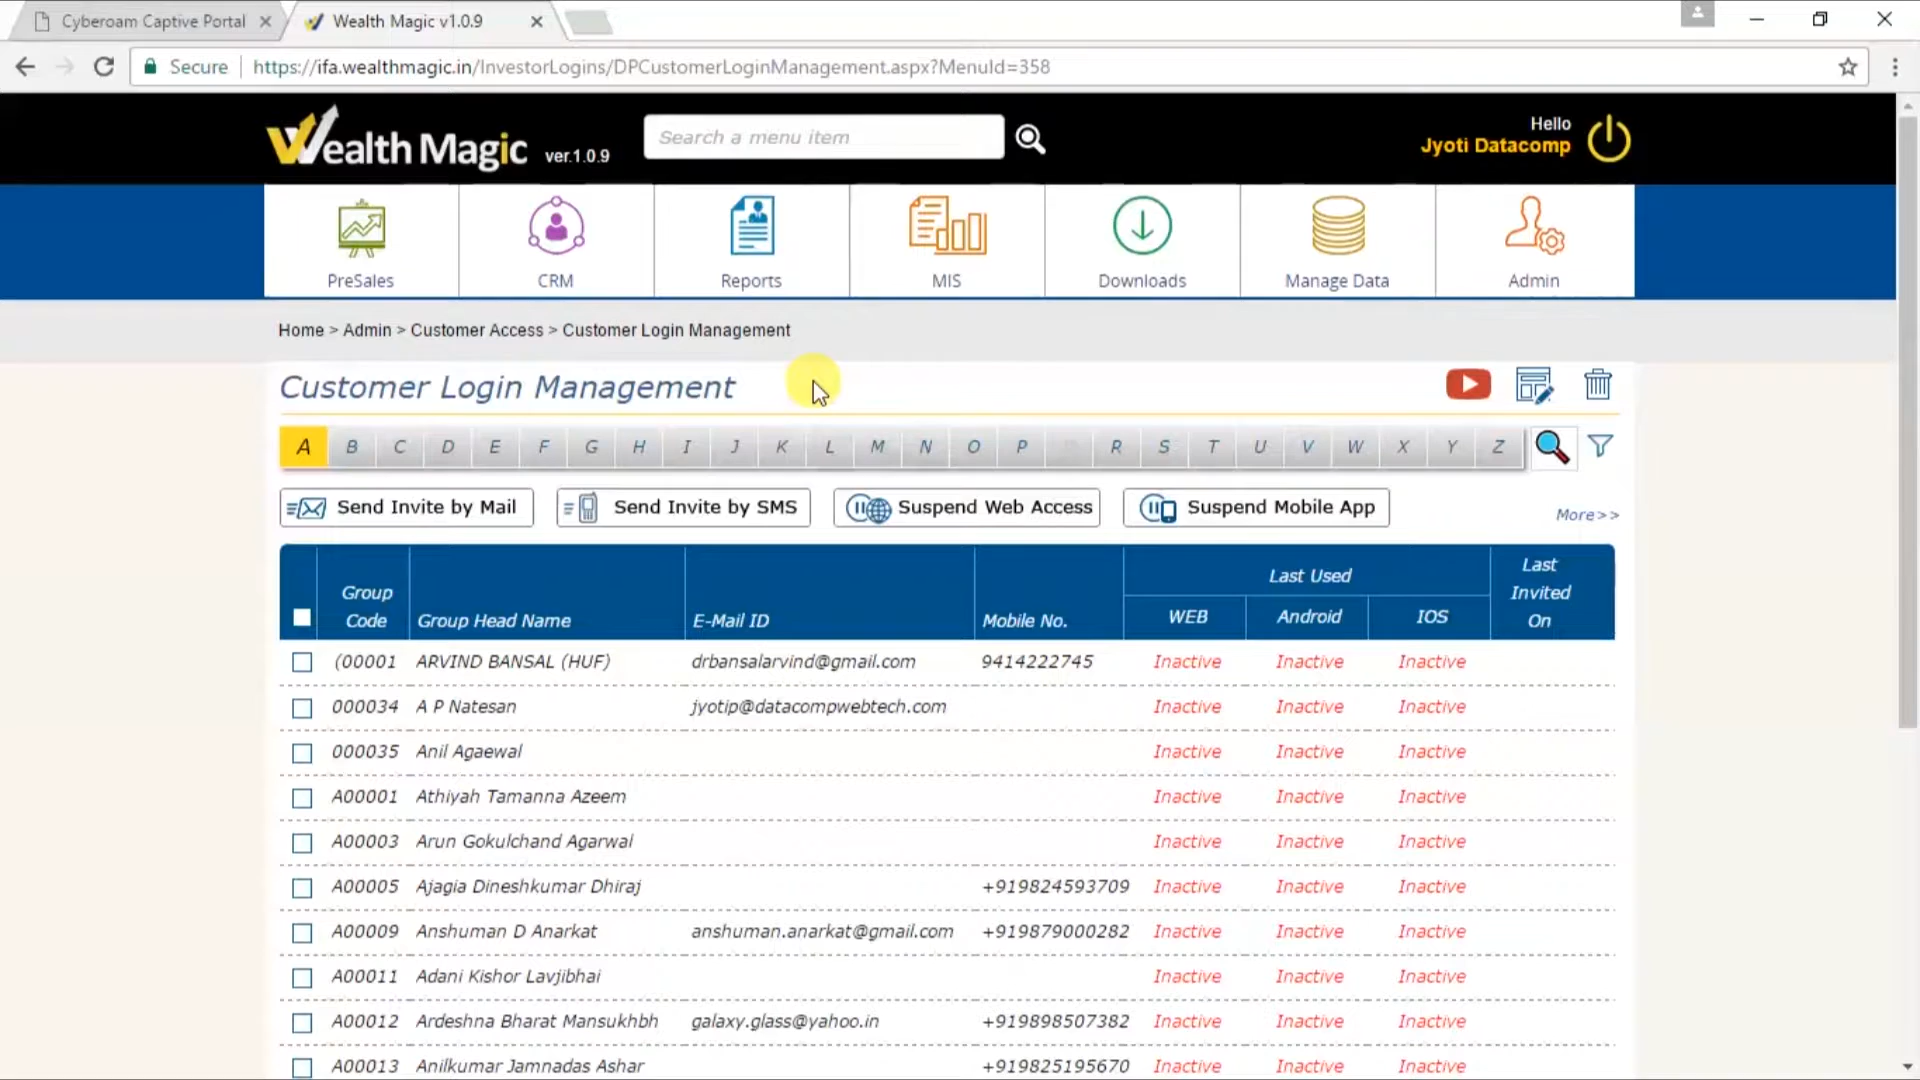 Cyberoam Captive Portal
Wealth Magic v1.0.9
Secure
https://ifa.wealthmagic.in/InvestorLogins/DPCustomerLoginManagement.aspx?MenuId=358
Wealth Magic ver.1.0.9
Search a menu item
Hello
Jyoti Datacomp
PreSales
CRM
Reports
MIS
Downloads
Manage Data
Admin
Home > Admin > Customer Access > Customer Login Management
Customer Login Management
A B C D E F G H I J K L M N O P R S T U V W X Y Z
Send Invite by Mail
Send Invite by SMS
Suspend Web Access
Suspend Mobile App
More>>
Group Code Group Head Name E-Mail ID Mobile No. Last Used WEB Android IOS Last Invited On
(00001 ARVIND BANSAL (HUF) drbansalarvind@gmail.com 9414222745 Inactive Inactive Inactive
000034 A P Natesan jyotip@datacompwebtech.com Inactive Inactive Inactive
000035 Anil Agaewal Inactive Inactive Inactive
A00001 Athiyah Tamanna Azeem Inactive Inactive Inactive
A00003 Arun Gokulchand Agarwal Inactive Inactive Inactive
A00005 Ajagia Dineshkumar Dhiraj +919824593709 Inactive Inactive Inactive
A00009 Anshuman D Anarkat anshuman.anarkat@gmail.com +919879000282 Inactive Inactive Inactive
A00011 Adani Kishor Lavjibhai Inactive Inactive Inactive
A00012 Ardeshna Bharat Mansukhbh galaxy.glass@yahoo.in +919898507382 Inactive Inactive Inactive
A00013 Anilkumar Jamnadas Ashar +919825195670 Inactive Inactive Inactive